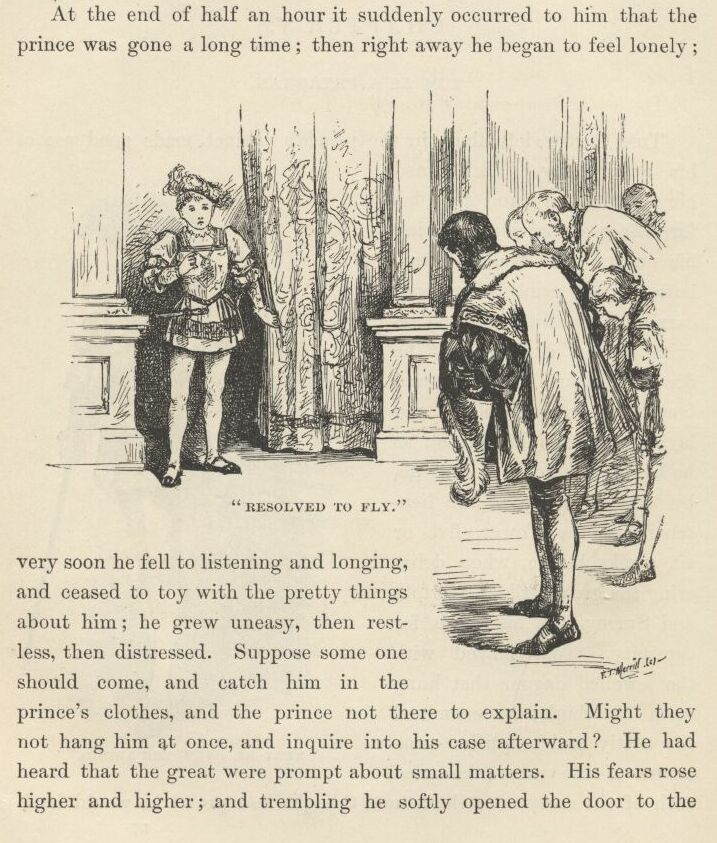 At the end of half an hour it suddenly occurred to him that the
prince was gone a long time; then right away he began to feel lonely;
"RESOLVED TO FLY."
very soon he fell to listening and longing,
and ceased to toy with the pretty things
about him; he grew uneasy, then rest-
less, then distressed. Suppose some one
should come, and catch him in the
prince's clothes, and the prince not there to explain. Might they
not hang him at once, and inquire into his case afterward? He had
heard that the great were prompt about small matters. His fears rose
higher and higher; and trembling he softly opened the door to the
F.T. Merrill